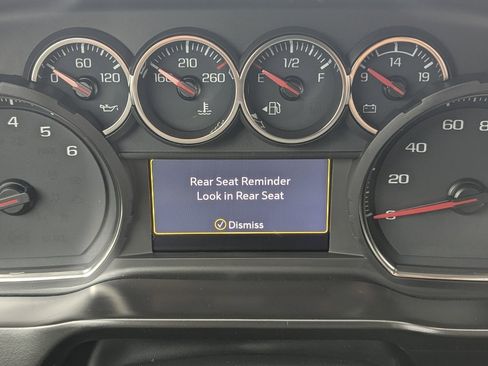 0 60 120
160 210 260
E 1/2 F
9 14 19
4 5 6
Rear Seat Reminder
Look in Rear Seat
Dismiss
0 20 40 60 80